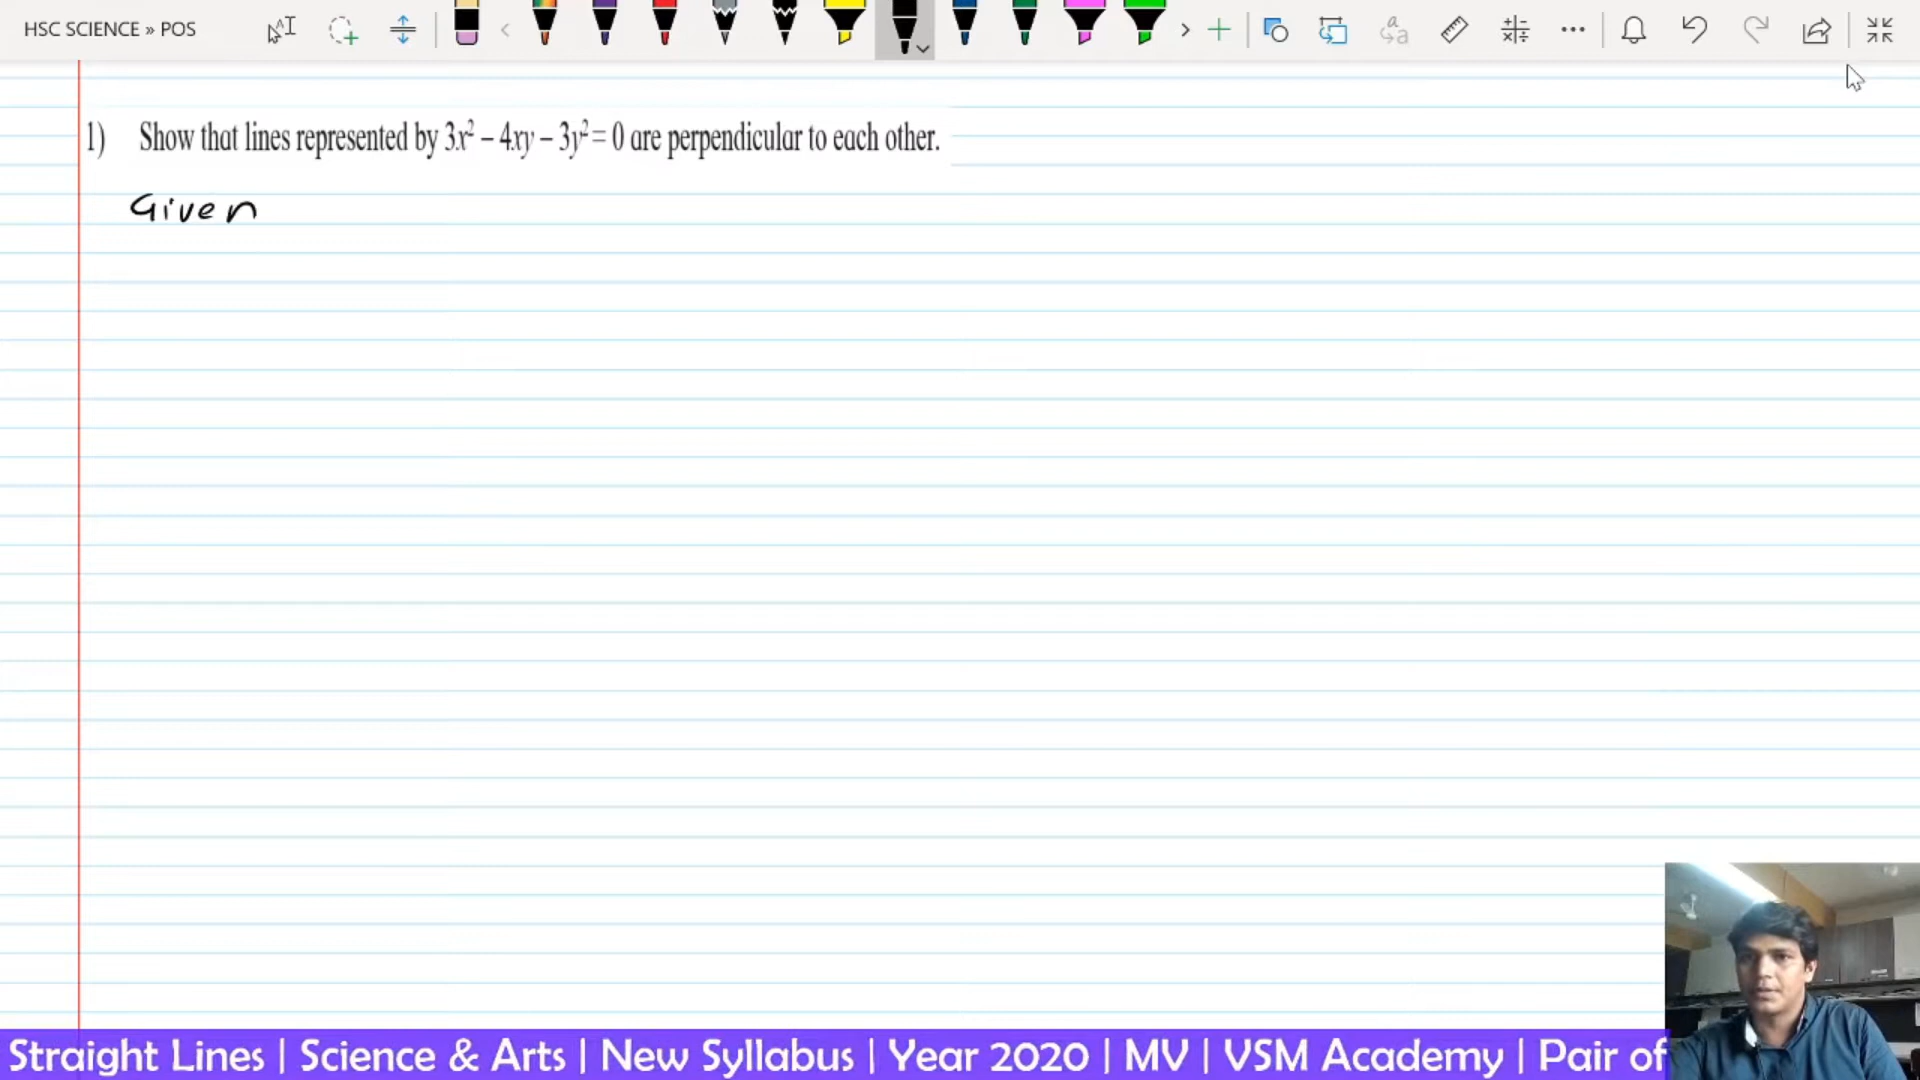 HSC SCIENCE » POS
1) Show that lines represented by 3x² – 4xy – 3y² = 0 are perpendicular to each other.
Given
Straight Lines | Science & Arts | New Syllabus | Year 2020 | MV | VSM Academy | Pair of